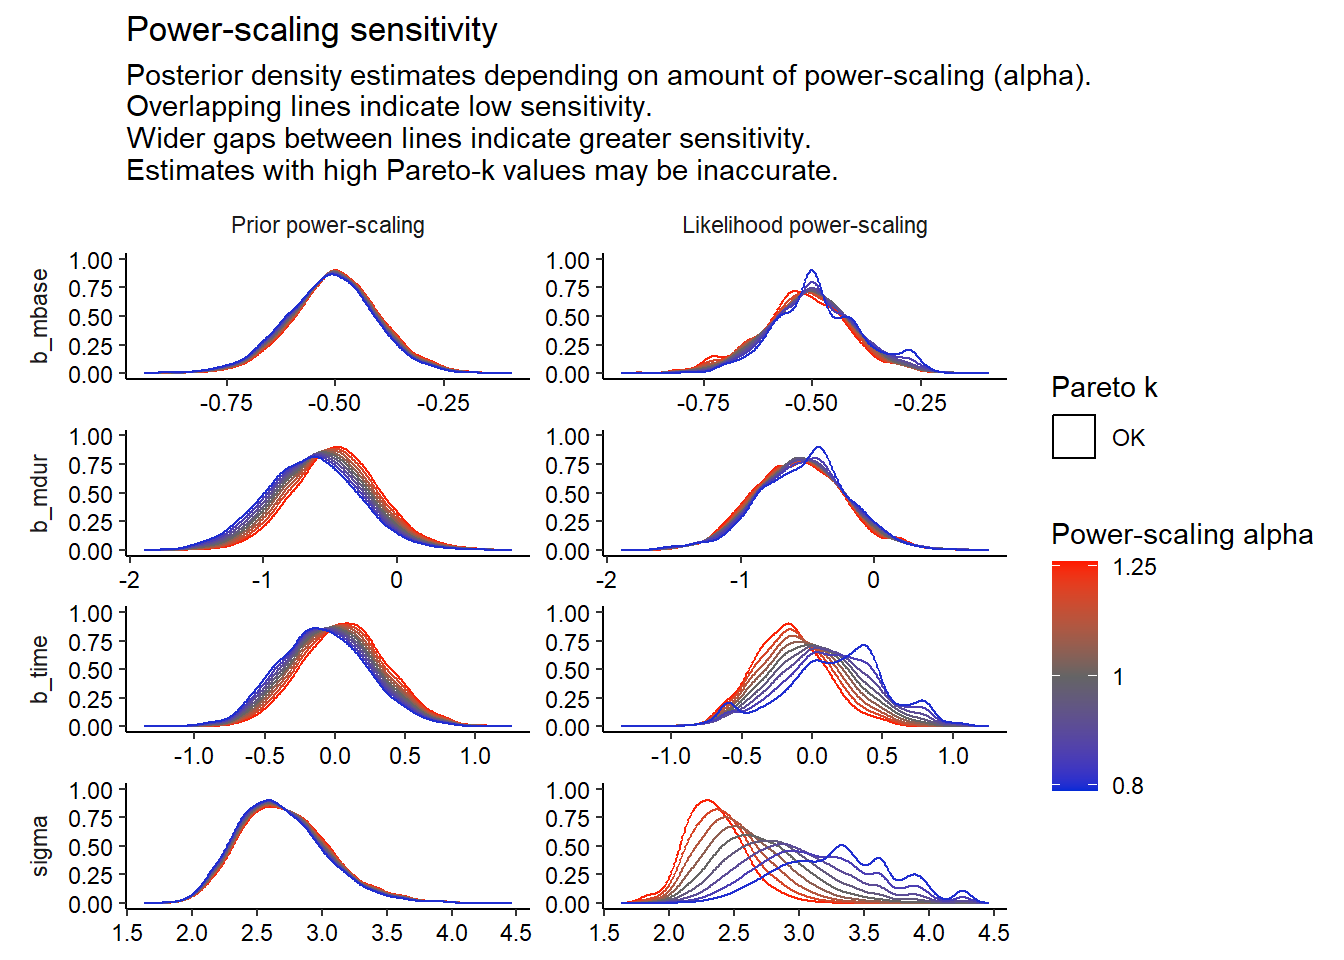 Power-scaling sensitivity
Posterior density estimates depending on amount of power-scaling (alpha).
Overlapping lines indicate low sensitivity.
Wider gaps between lines indicate greater sensitivity.
Estimates with high Pareto-k values may be inaccurate.
Prior power-scaling
Likelihood power-scaling
b_mbase
1.00
0.75
0.50
0.25
0.00
-0.75 -0.50 -0.25
1.00
0.75
0.50
0.25
0.00
-0.75 -0.50 -0.25
b_mdur
1.00
0.75
0.50
0.25
0.00
-2 -1 0
1.00
0.75
0.50
0.25
0.00
-2 -1 0
b_time
1.00
0.75
0.50
0.25
0.00
-1.0 -0.5 0.0 0.5 1.0
1.00
0.75
0.50
0.25
0.00
-1.0 -0.5 0.0 0.5 1.0
sigma
1.00
0.75
0.50
0.25
0.00
1.5 2.0 2.5 3.0 3.5 4.0 4.5
1.00
0.75
0.50
0.25
0.00
1.5 2.0 2.5 3.0 3.5 4.0 4.5
Pareto k
OK
Power-scaling alpha
1.25
1
0.8